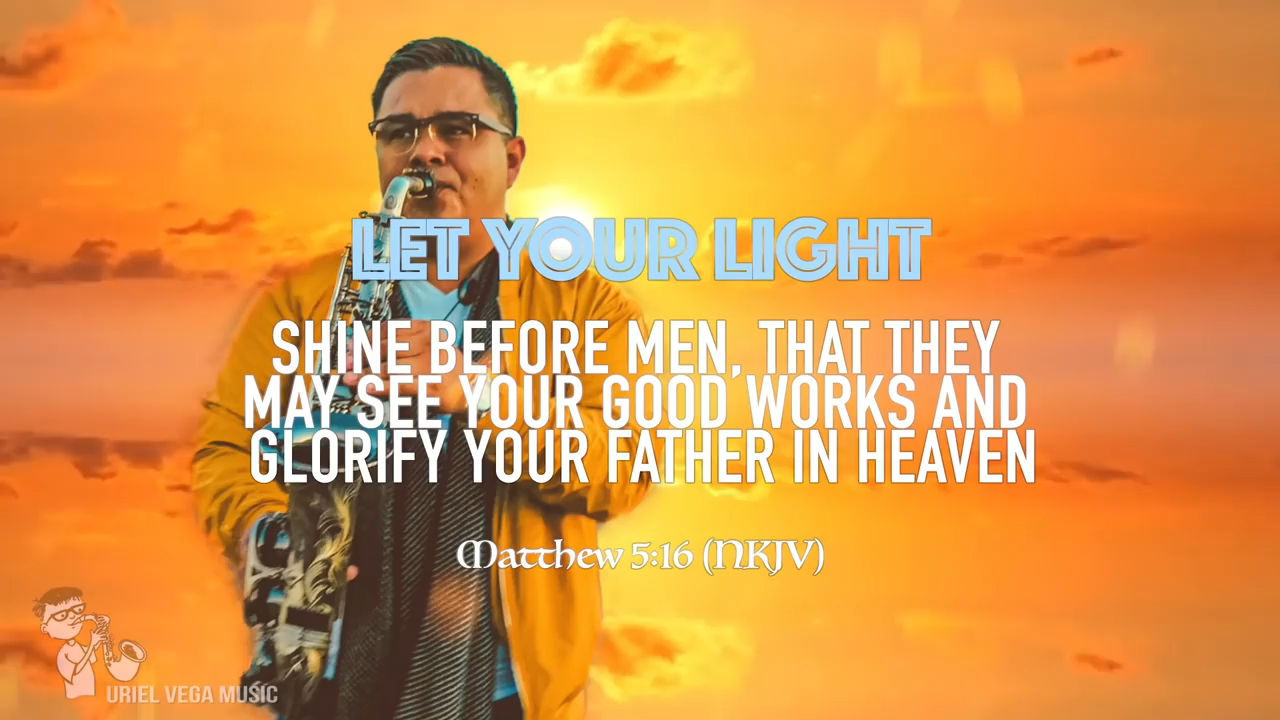 LET YOUR LIGHT
SHINE BEFORE MEN, THAT THEY
MAY SEE YOUR GOOD WORKS AND
GLORIFY YOUR FATHER IN HEAVEN
Matthew 5:16 (NKJV)
URIEL VEGA MUSIC